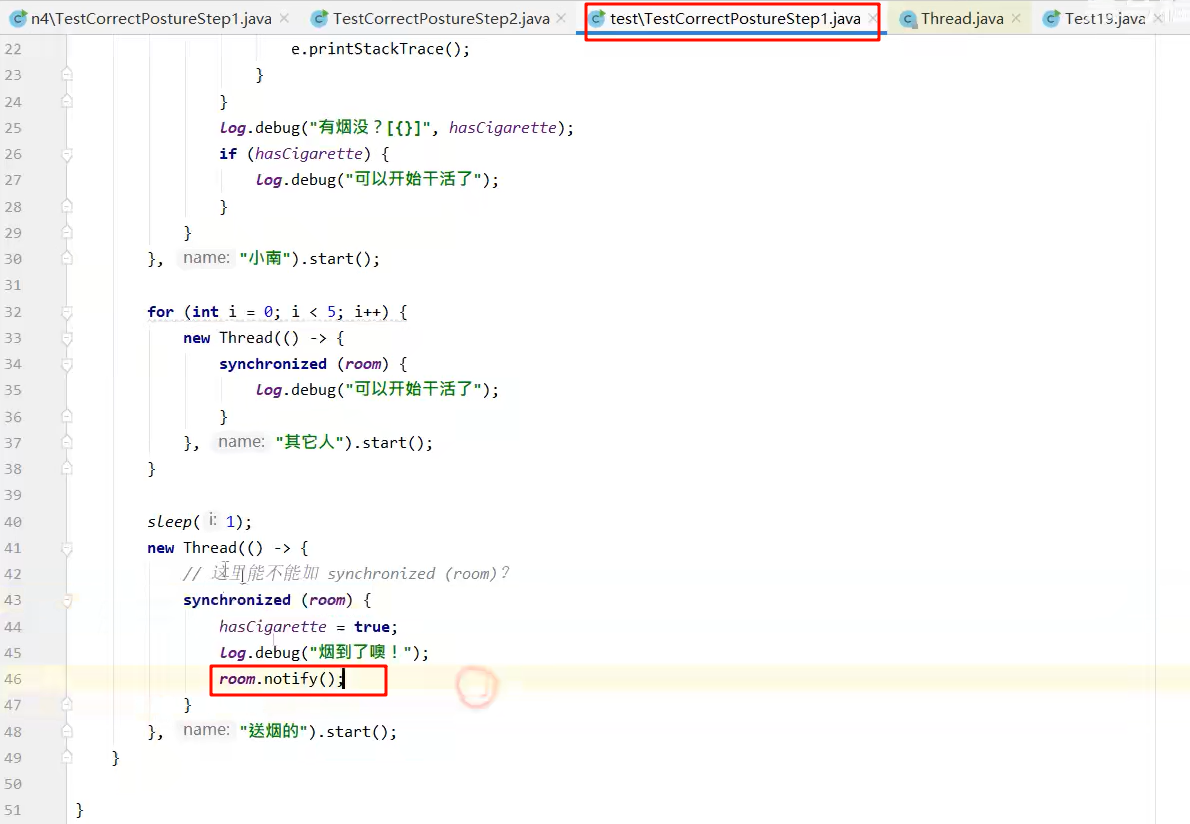 n4\TestCorrectPostureStep1.java × TestCorrectPostureStep2.java × test\TestCorrectPostureStep1.java × Thread.java × Test19.java ×
22 e.printStackTrace();
23 }
24 }
25 log.debug("有烟没？[{}]", hasCigarette);
26 if (hasCigarette) {
27 log.debug("可以开始干活了");
28 }
29 }
30 }, name: "小南").start();
31
32 for (int i = 0; i < 5; i++) {
33 new Thread(() -> {
34 synchronized (room) {
35 log.debug("可以开始干活了");
36 }
37 }, name: "其它人").start();
38 }
39
40 sleep( i: 1);
41 new Thread(() -> {
42 // 这里能不能加 synchronized (room)？
43 synchronized (room) {
44 hasCigarette = true;
45 log.debug("烟到了噢！");
46 room.notify();
47 }
48 }, name: "送烟的").start();
49 }
50
51 }